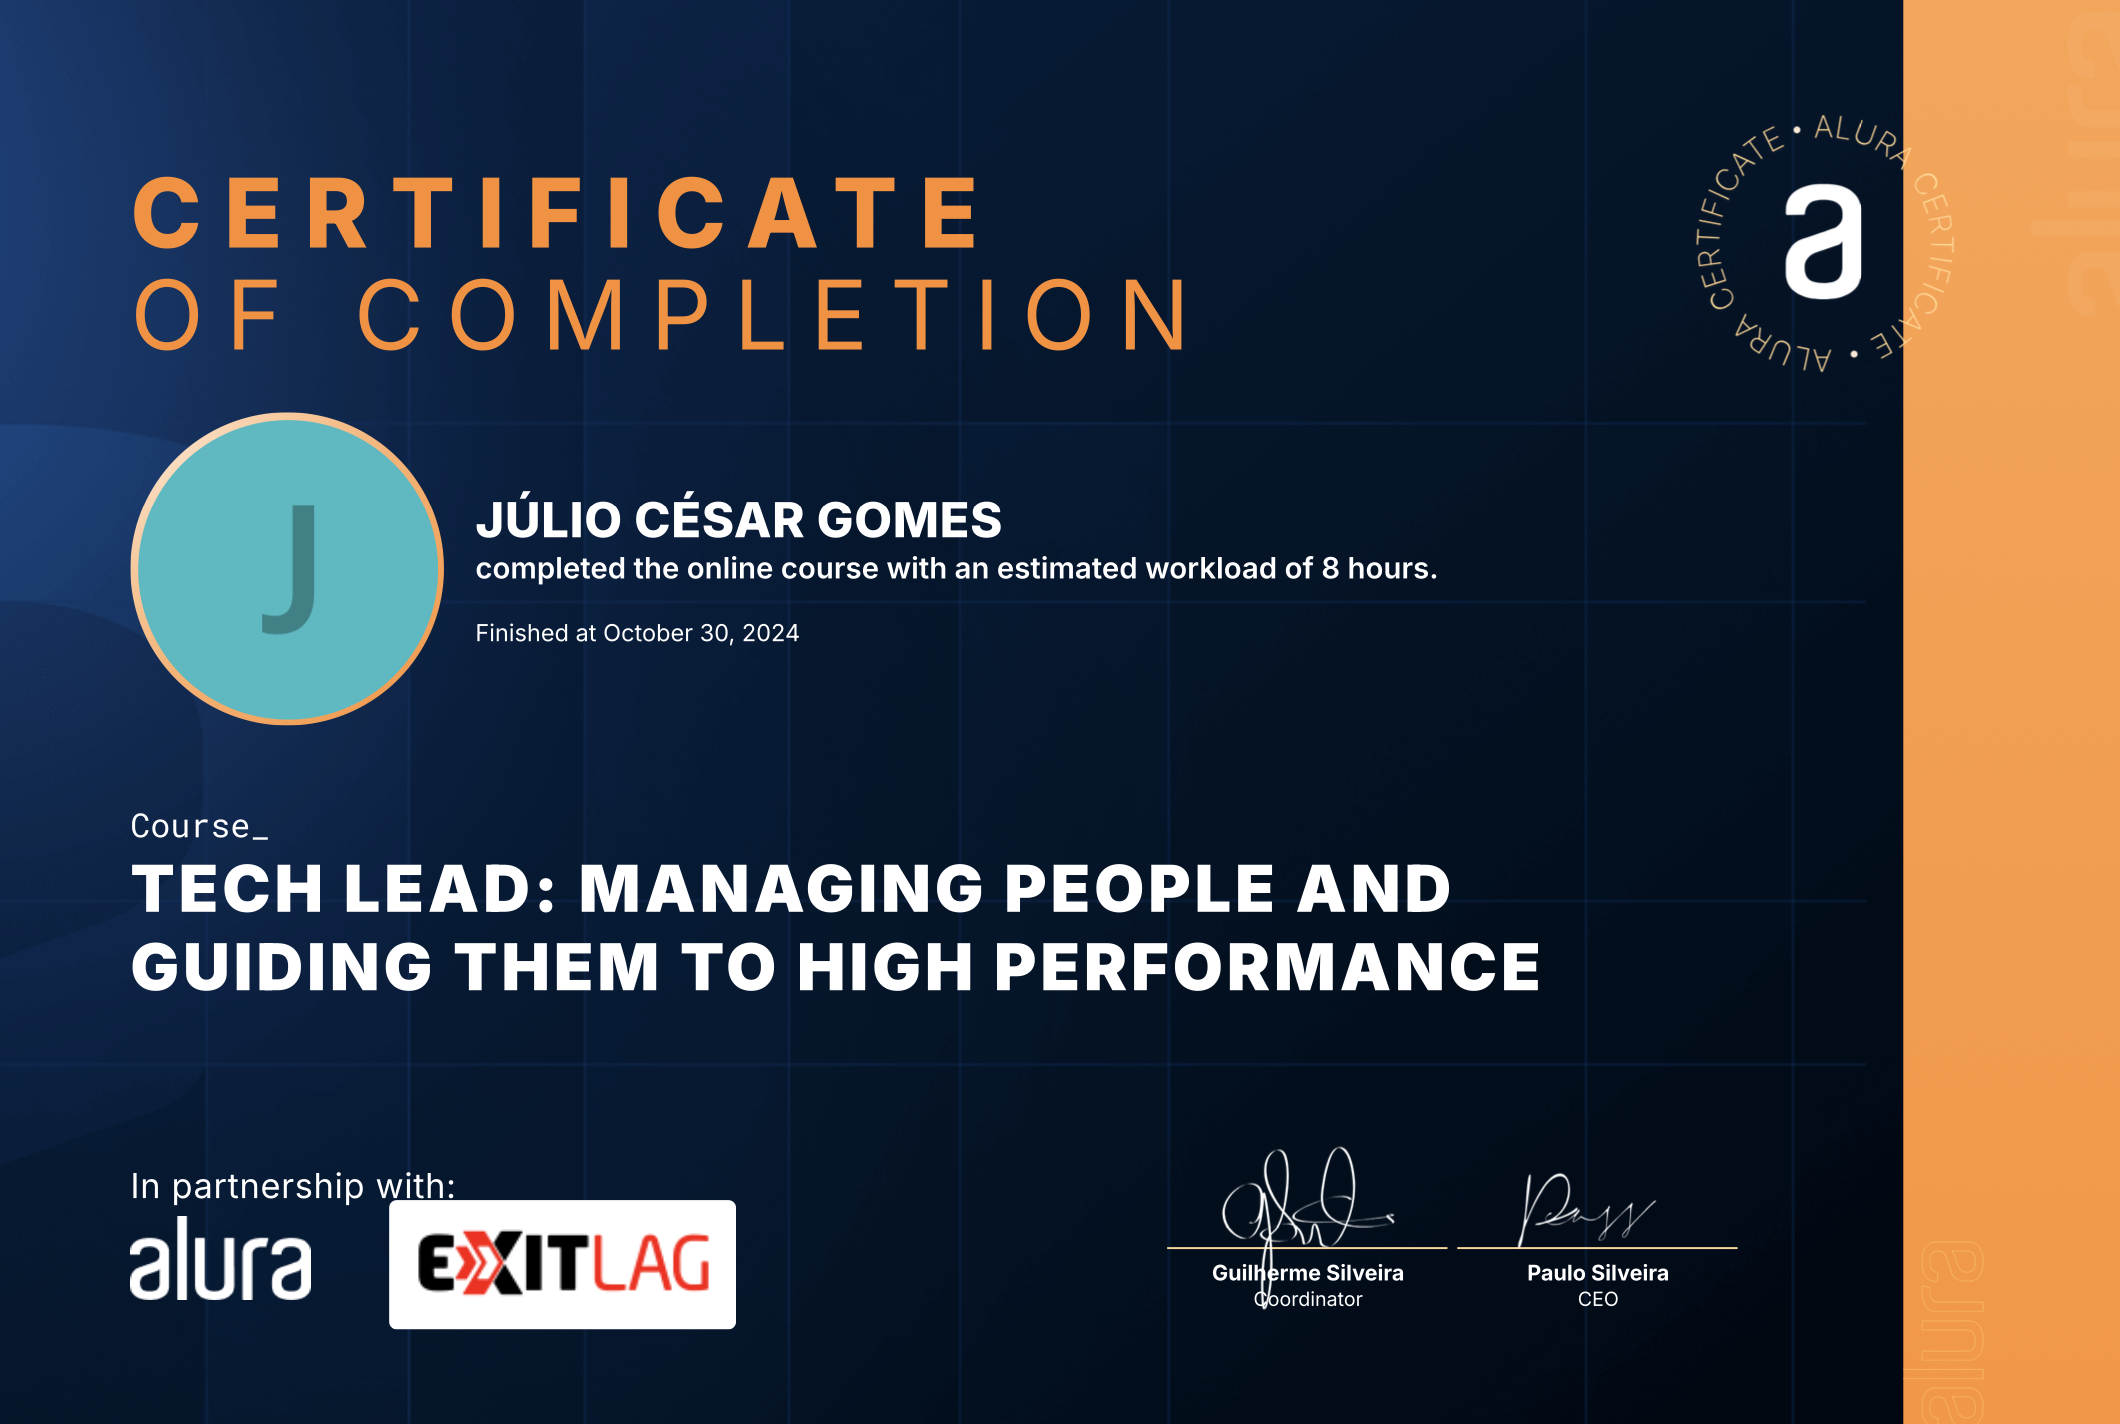 CERTIFICATE
OF COMPLETION
ALURA CERTIFICATE • ALURA CERTIFICATE •
a
J
JÚLIO CÉSAR GOMES
completed the online course with an estimated workload of 8 hours.
Finished at October 30, 2024
Course_
TECH LEAD: MANAGING PEOPLE AND
GUIDING THEM TO HIGH PERFORMANCE
In partnership with:
alura
EXITLAG
Guilherme Silveira
Coordinator
Paulo Silveira
CEO
alura
alura